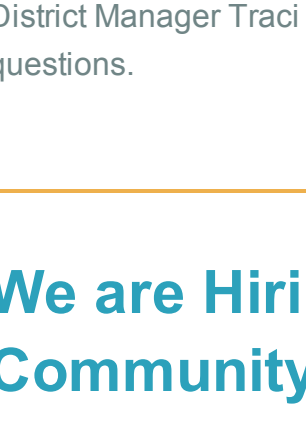 District Manager Traci
questions.
We are Hiri
Community